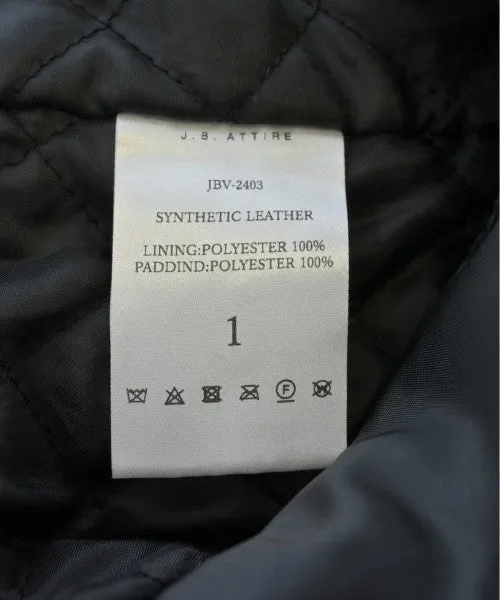 J.B. ATTIRE
JBV-2403
SYNTHETIC LEATHER
LINING:POLYESTER 100%
PADDIND:POLYESTER 100%
1
F
W